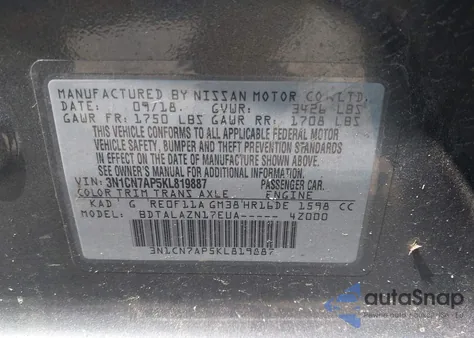 MANUFACTURED BY NISSAN MOTOR CO.,LTD.
DATE: 09/18 GVWR: 3426 LBS
GAWR FR: 1750 LBS GAWR RR: 1708 LBS
THIS VEHICLE CONFORMS TO ALL APPLICABLE FEDERAL MOTOR
VEHICLE SAFETY, BUMPER AND THEFT PREVENTION STANDARDS
IN EFFECT ON THE DATE OF MANUFACTURE SHOWN ABOVE.
SEE OWNER'S MANUAL FOR
ADDITIONAL INFORMATION.
VIN: 3N1CN7AP5KL819887 PASSENGER CAR.
COLOR TRIM TRANS AXLE ENGINE
KAD G RE0F11A GM38 HR16DE 1598 CC
MODEL: BDTALAZN17EUA----- 4Z000
3N1CN7AP5KL819887
autoSnap